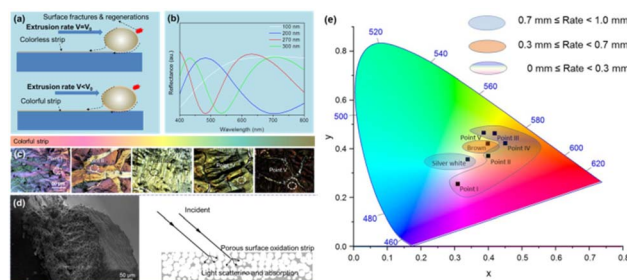 (a)
Surface fractures & regenerations
Extrusion rate V=V₀
Colorless strip
Extrusion rate V<V₀
Colorful strip
(b)
100 nm
200 nm
270 nm
300 nm
Reflectance (au.)
400
500
600
700
800
Wavelength (nm)
Colorful strip
(c)
Point V
(d)
50 μm
Incident
Porous surface oxidation strip
Light scattering and absorption
(e)
0.7 mm ≤ Rate < 1.0 mm
0.3 mm ≤ Rate < 0.7 mm
0 mm ≤ Rate < 0.3 mm
y
0.8
0.6
0.4
0.2
0.0
520
540
560
580
600
620
500
480
460
Point V
Point III
Point IV
Brown
Silver white
Point II
Point I
0.0
0.1
0.2
0.3
0.4
0.5
0.6
0.7
0.8
x